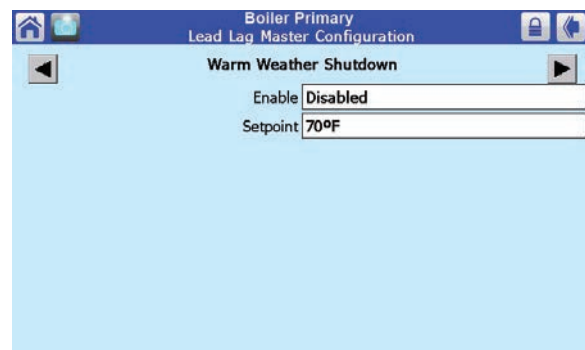 Boiler Primary
Lead Lag Master Configuration
Warm Weather Shutdown
Enable Disabled
Setpoint 70ºF